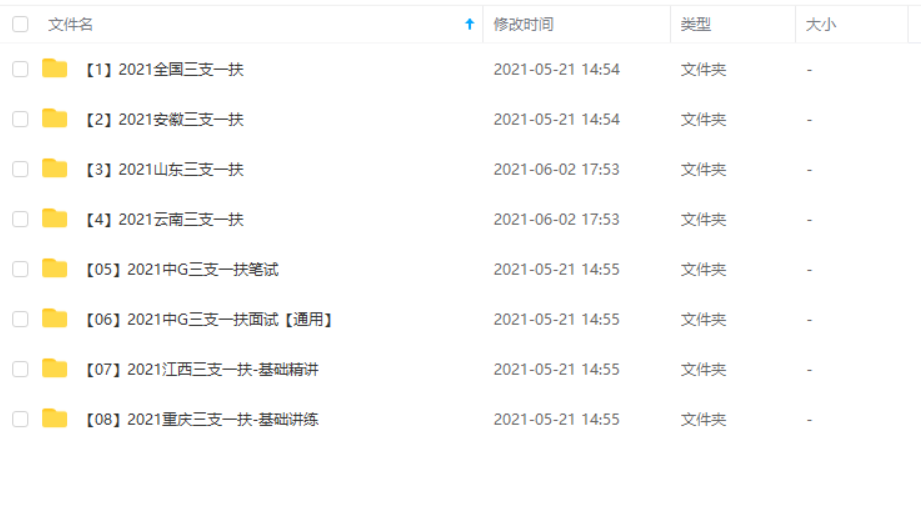 文件名 修改时间 类型 大小
【1】2021全国三支一扶 2021-05-21 14:54 文件夹 -
【2】2021安徽三支一扶 2021-05-21 14:54 文件夹 -
【3】2021山东三支一扶 2021-06-02 17:53 文件夹 -
【4】2021云南三支一扶 2021-06-02 17:53 文件夹 -
【05】2021中G三支一扶笔试 2021-05-21 14:55 文件夹 -
【06】2021中G三支一扶面试【通用】 2021-05-21 14:55 文件夹 -
【07】2021江西三支一扶-基础精讲 2021-05-21 14:55 文件夹 -
【08】2021重庆三支一扶-基础讲练 2021-05-21 14:55 文件夹 -